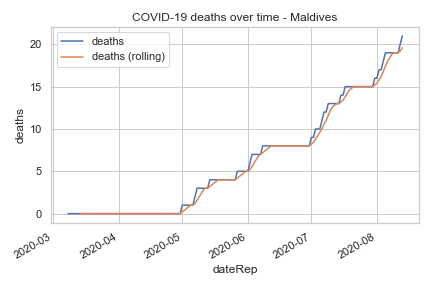 COVID-19 deaths over time - Maldives
deaths
deaths (rolling)
20
15
10
5
0
deaths
2020-03
2020-04
2020-05
2020-06
2020-07
2020-08
dateRep